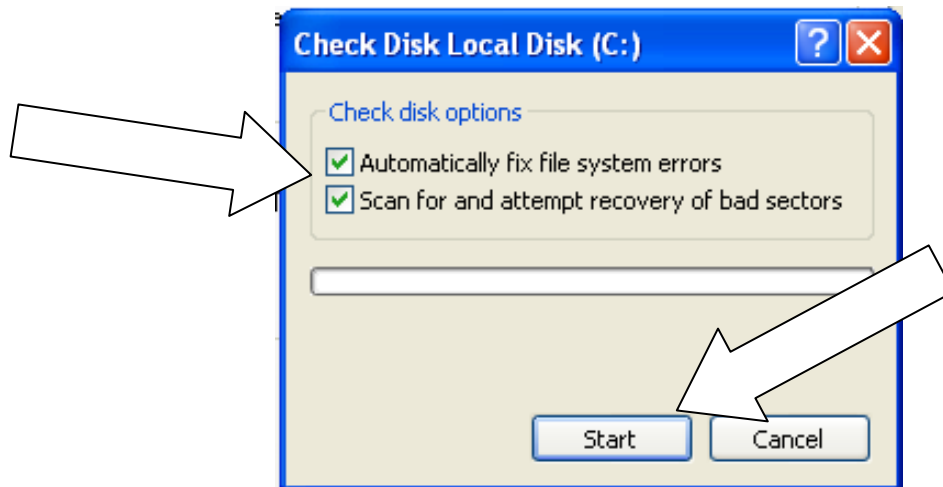 Check Disk Local Disk (C:)
?
Check disk options
Automatically fix file system errors
Scan for and attempt recovery of bad sectors
Start
Cancel